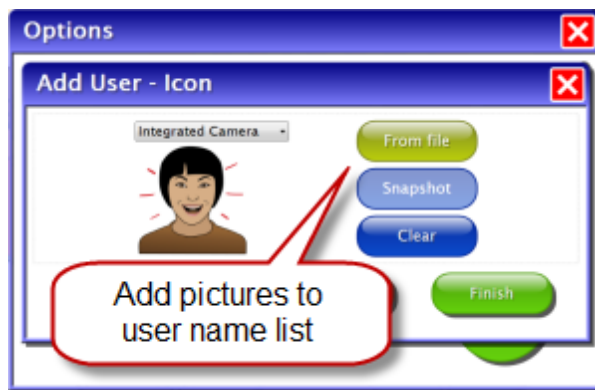 Options
Add User - Icon
Integrated Camera
From file
Snapshot
Clear
Add pictures to
user name list
Finish